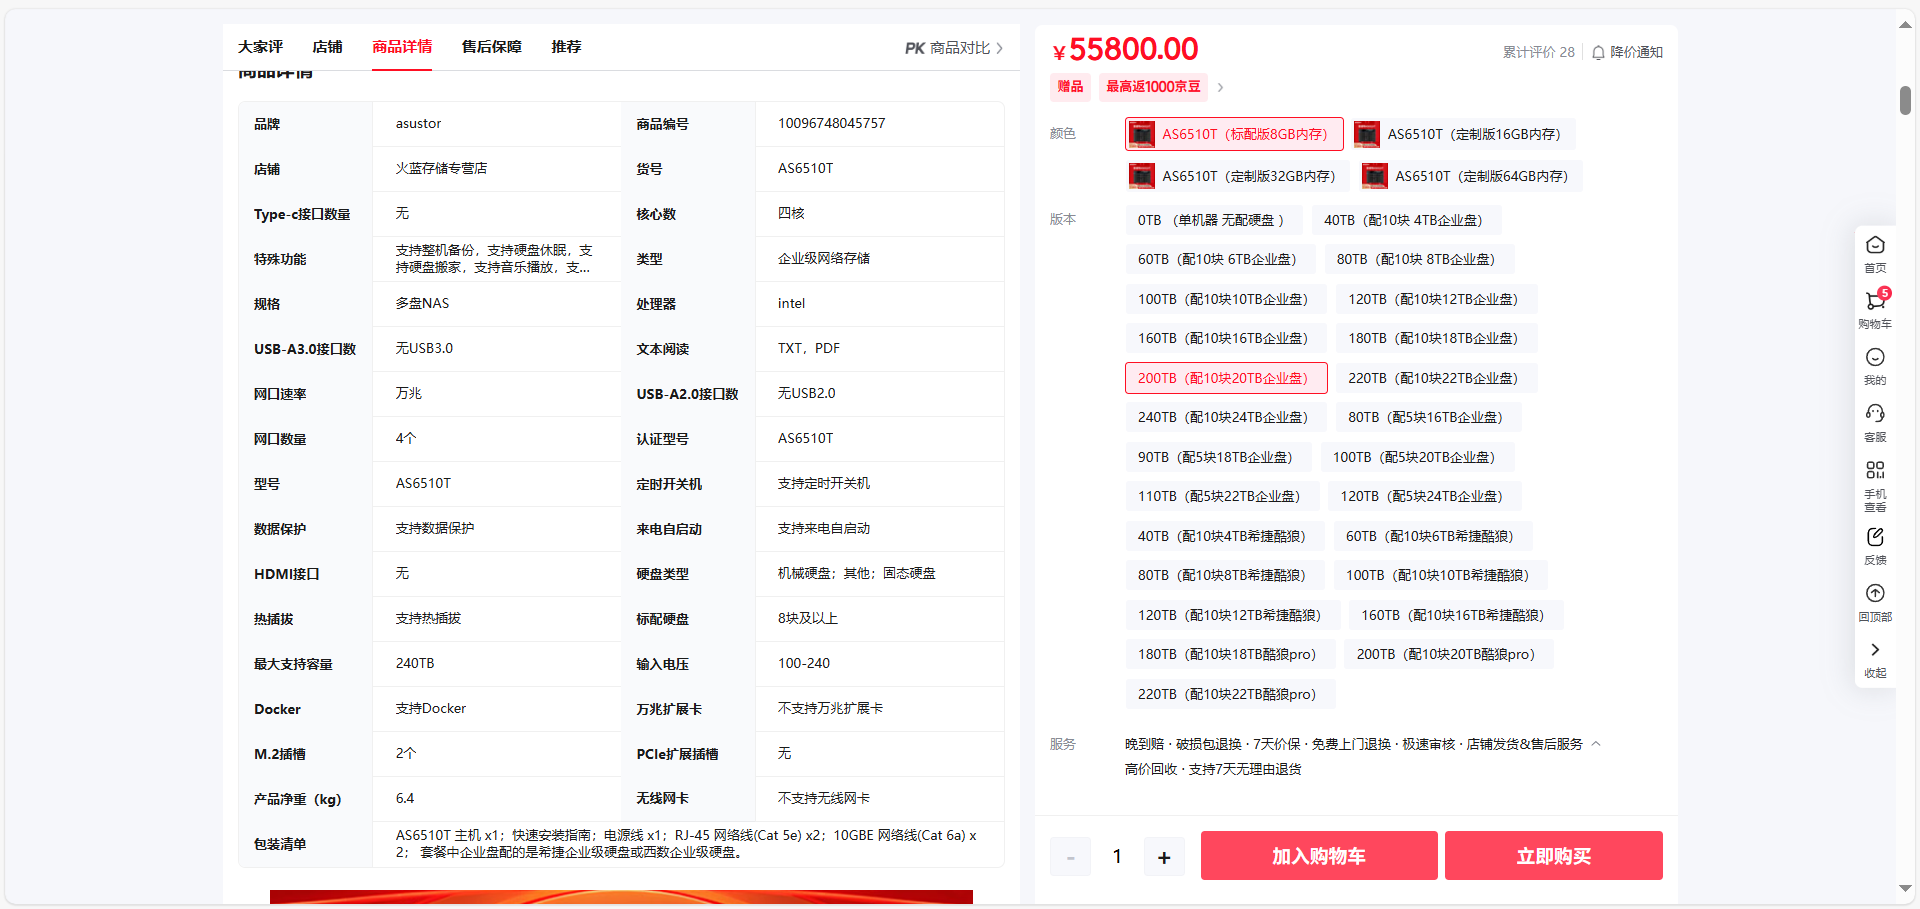 大家评 店铺 商品详情 售后保障 推荐 PK 商品对比
商品详情
品牌 asustor 商品编号 10096748045757
店铺 火蓝存储专营店 货号 AS6510T
Type-c接口数量 无 核心数 四核
特殊功能 支持整机备份，支持硬盘休眠，支持硬盘搬家，支持音乐播放，支... 类型 企业级网络存储
规格 多盘NAS 处理器 intel
USB-A3.0接口数 无USB3.0 文本阅读 TXT，PDF
网口速率 万兆 USB-A2.0接口数 无USB2.0
网口数量 4个 认证型号 AS6510T
型号 AS6510T 定时开关机 支持定时开关机
数据保护 支持数据保护 来电自启动 支持来电自启动
HDMI接口 无 硬盘类型 机械硬盘；其他；固态硬盘
热插拔 支持热插拔 标配硬盘 8块及以上
最大支持容量 240TB 输入电压 100-240
Docker 支持Docker 万兆扩展卡 不支持万兆扩展卡
M.2插槽 2个 PCIe扩展插槽 无
产品净重（kg） 6.4 无线网卡 不支持无线网卡
包装清单 AS6510T 主机 x1；快速安装指南；电源线 x1；RJ-45 网络线(Cat 5e) x2；10GBE 网络线(Cat 6a) x
2； 套餐中企业盘配的是希捷企业级硬盘或西数企业级硬盘。
￥55800.00 累计评价 28 降价通知
赠品 最高返1000京豆
颜色 AS6510T（标配版8GB内存） AS6510T（定制版16GB内存）
AS6510T（定制版32GB内存） AS6510T（定制版64GB内存）
版本 0TB （单机器 无配硬盘 ） 40TB（配10块 4TB企业盘）
60TB（配10块 6TB企业盘） 80TB（配10块 8TB企业盘）
100TB（配10块10TB企业盘） 120TB（配10块12TB企业盘）
160TB（配10块16TB企业盘） 180TB（配10块18TB企业盘）
200TB（配10块20TB企业盘） 220TB（配10块22TB企业盘）
240TB（配10块24TB企业盘） 80TB（配5块16TB企业盘）
90TB（配5块18TB企业盘） 100TB（配5块20TB企业盘）
110TB（配5块22TB企业盘） 120TB（配5块24TB企业盘）
40TB（配10块4TB希捷酷狼） 60TB（配10块6TB希捷酷狼）
80TB（配10块8TB希捷酷狼） 100TB（配10块10TB希捷酷狼）
120TB（配10块12TB希捷酷狼） 160TB（配10块16TB希捷酷狼）
180TB（配10块18TB酷狼pro） 200TB（配10块20TB酷狼pro）
220TB（配10块22TB酷狼pro）
服务 晚到赔 · 破损包退换 · 7天价保 · 免费上门退换 · 极速审核 · 店铺发货&售后服务
高价回收 · 支持7天无理由退货
- 1 + 加入购物车 立即购买
首页
5
购物车
我的
客服
手机
查看
反馈
回顶部
收起